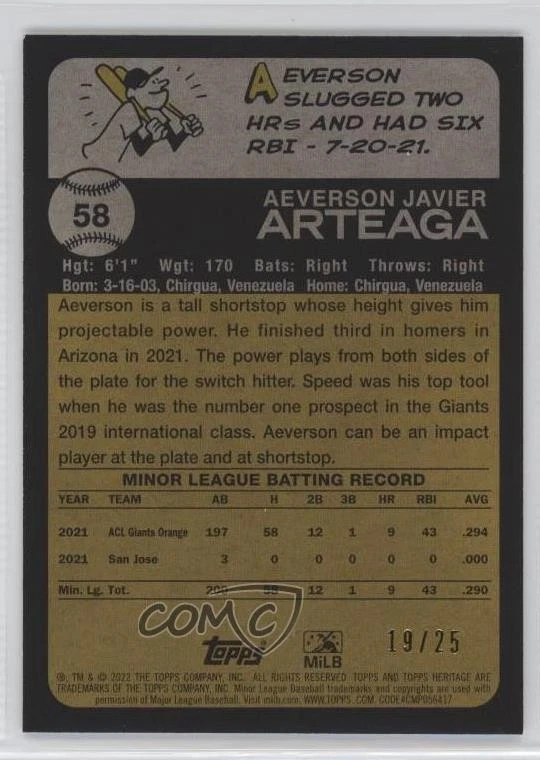 AEVERSON
SLUGGED TWO
HRs AND HAD SIX
RBI - 7-20-21.
58
AEVERSON JAVIER
ARTEAGA
Hgt: 6'1" Wgt: 170 Bats: Right Throws: Right
Born: 3-16-03, Chirgua, Venezuela Home: Chirgua, Venezuela
Aeverson is a tall shortstop whose height gives him
projectable power. He finished third in homers in
Arizona in 2021. The power plays from both sides of
the plate for the switch hitter. Speed was his top tool
when he was the number one prospect in the Giants
2019 international class. Aeverson can be an impact
player at the plate and at shortstop.
MINOR LEAGUE BATTING RECORD
YEAR TEAM AB H 2B 3B HR RBI AVG
2021 ACL Giants Orange 197 58 12 1 9 43 .294
2021 San Jose 3 0 0 0 0 0 .000
Min. Lg. Tot. 200 58 12 1 9 43 .290
COMC
Topps
MiLB
19/25
®, TM & © 2022 THE TOPPS COMPANY, INC. ALL RIGHTS RESERVED. TOPPS AND TOPPS HERITAGE ARE
TRADEMARKS OF THE TOPPS COMPANY, INC. Minor League Baseball trademarks and copyrights are used with
permission of Major League Baseball. Visit milb.com. WWW.TOPPS.COM. CODE#CMP056417